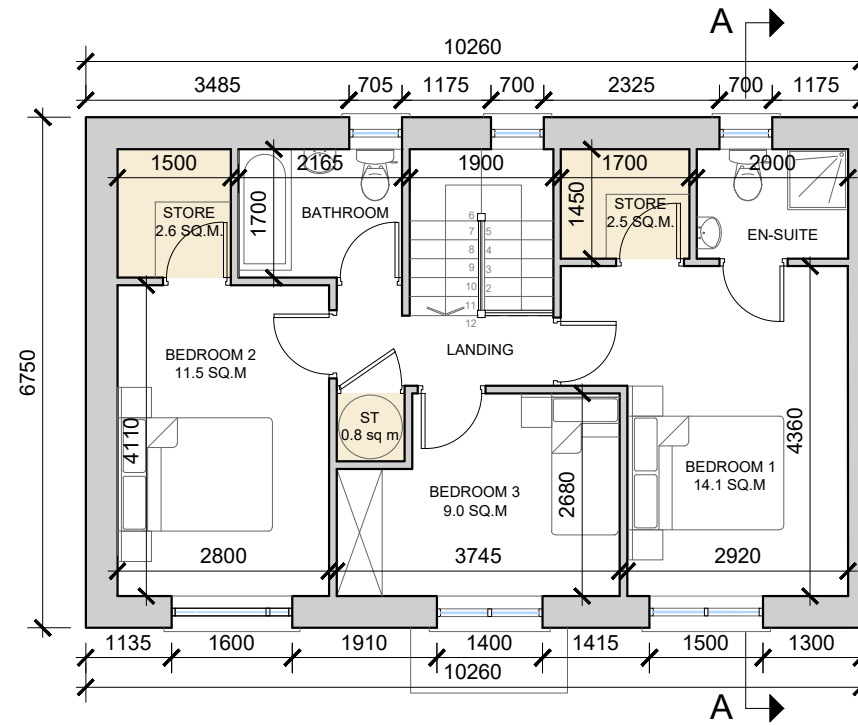 A
10260
3485 705 1175 700 2325 700 1175
1500 2165 1900 1700 2000
STORE
2.6 SQ.M.
1700
BATHROOM
1450
STORE
2.5 SQ.M.
EN-SUITE
6
7 5
8 4
9 3
10 2
11
12
6750
BEDROOM 2
11.5 SQ.M
LANDING
4110
ST
0.8 sq m
BEDROOM 3
9.0 SQ.M
2680
BEDROOM 1
14.1 SQ.M
4360
2800 3745 2920
1135 1600 1910 1400 1415 1500 1300
10260
A